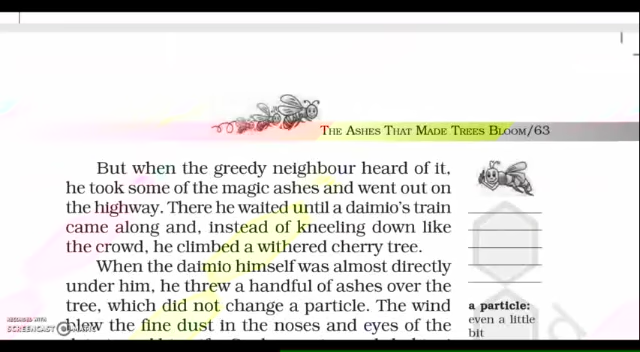 THE ASHES THAT MADE TREES BLOOM/63
But when the greedy neighbour heard of it,
he took some of the magic ashes and went out on
the highway. There he waited until a daimio's train
came along and, instead of kneeling down like
the crowd, he climbed a withered cherry tree.
When the daimio himself was almost directly
under him, he threw a handful of ashes over the
tree, which did not change a particle. The wind
blew the fine dust in the noses and eyes of the
a particle:
even a little
bit
RECORDED WITH
SCREENCAST MATIC